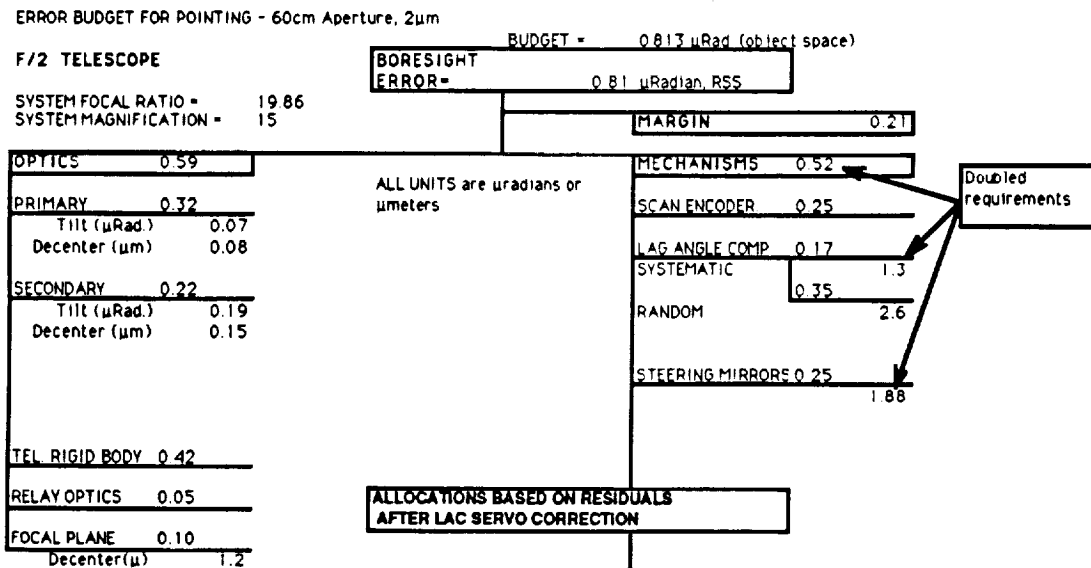 ERROR BUDGET FOR POINTING - 60cm Aperture, 2µm
BUDGET = 0.813 µRad. (object space)
F/2 TELESCOPE
BORESIGHT
ERROR= 0.81 µRadian, RSS
SYSTEM FOCAL RATIO = 19.86
SYSTEM MAGNIFICATION = 15
MARGIN 0.21
OPTICS 0.59
MECHANISMS 0.52
Doubled
requirements
ALL UNITS are µradians or
µmeters
PRIMARY 0.32
Tilt (µRad.) 0.07
Decenter (µm) 0.08
SCAN ENCODER 0.25
LAG ANGLE COMP. 0.17
SYSTEMATIC 1.3
0.35
RANDOM 2.6
SECONDARY 0.22
Tilt (µRad.) 0.19
Decenter (µm) 0.15
STEERING MIRRORS 0.25
1.88
TEL. RIGID BODY 0.42
RELAY OPTICS 0.05
ALLOCATIONS BASED ON RESIDUALS
AFTER LAC SERVO CORRECTION
FOCAL PLANE 0.10
Decenter(µ) 1.2